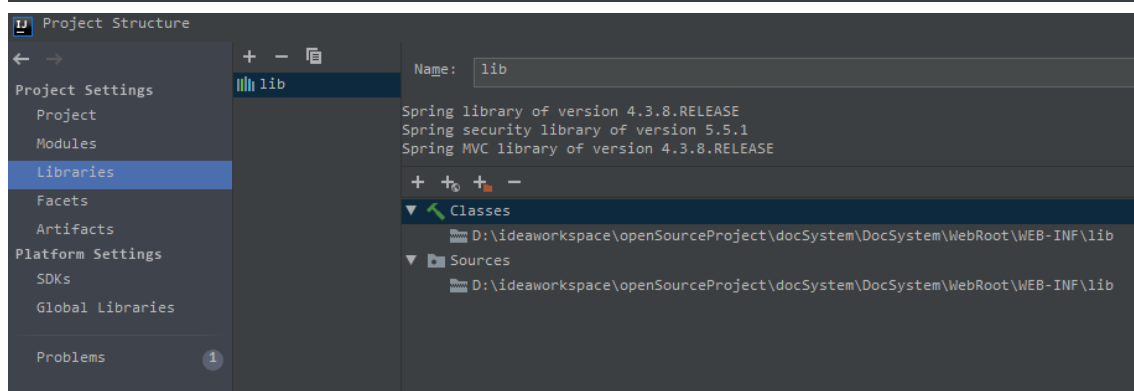 IJ Project Structure
Project Settings
Project
Modules
Libraries
Facets
Artifacts
Platform Settings
SDKs
Global Libraries
Problems 1
lib
Name: lib
Spring library of version 4.3.8.RELEASE
Spring security library of version 5.5.1
Spring MVC library of version 4.3.8.RELEASE
Classes
D:\ideaworkspace\openSourceProject\docSystem\DocSystem\WebRoot\WEB-INF\lib
Sources
D:\ideaworkspace\openSourceProject\docSystem\DocSystem\WebRoot\WEB-INF\lib